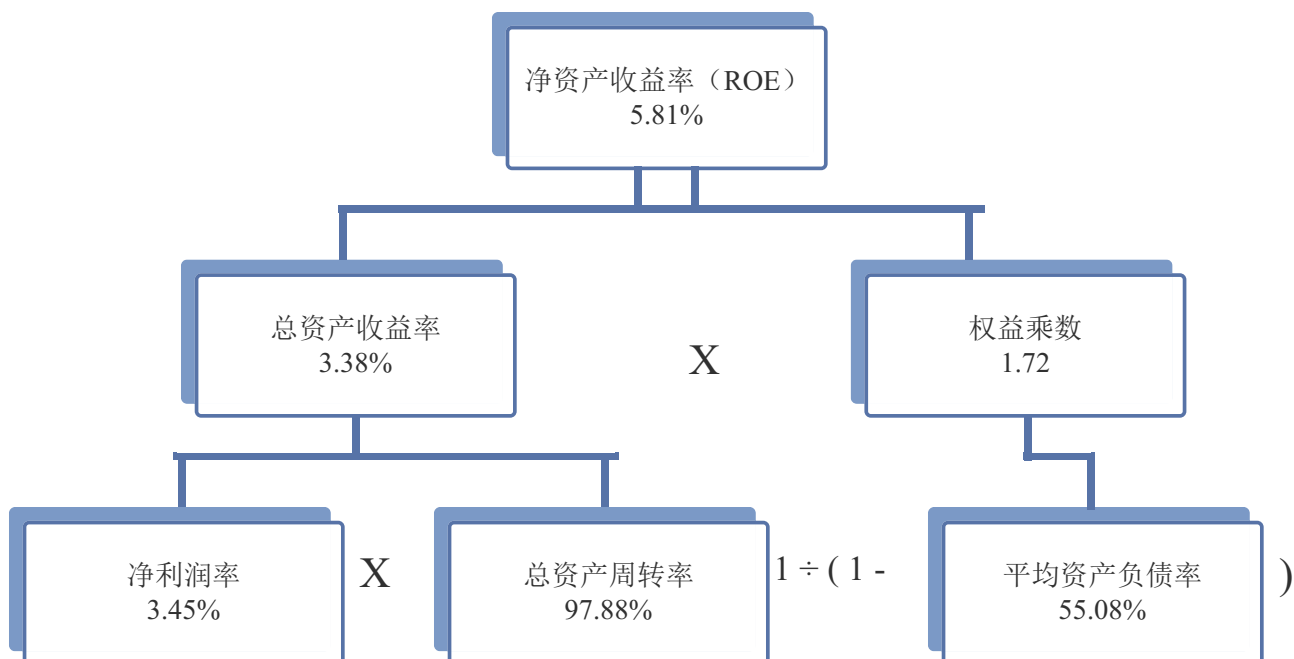 净资产收益率（ROE）
5.81%
总资产收益率
3.38%
X
权益乘数
1.72
净利润率
3.45%
X
总资产周转率
97.88%
1 ÷ ( 1 -
平均资产负债率
55.08%
)